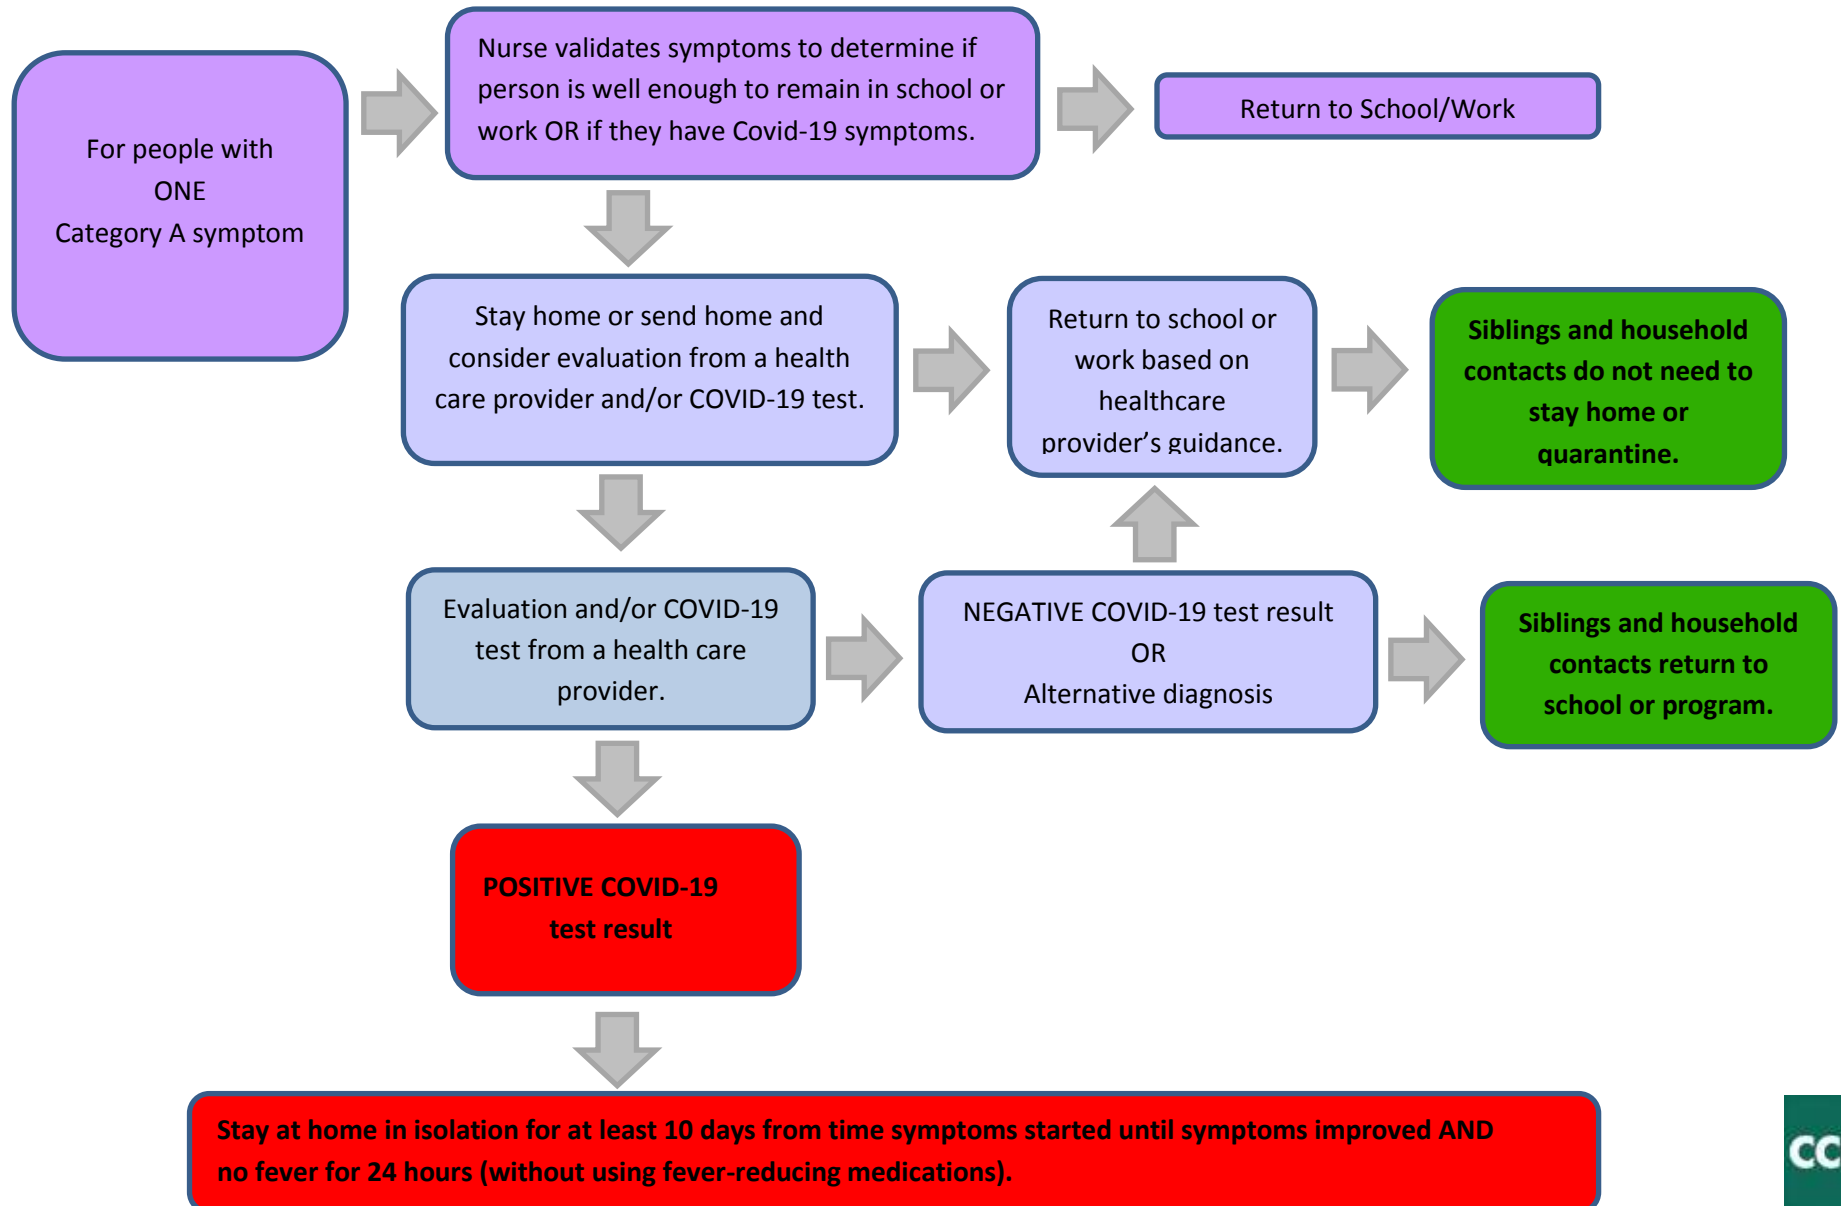 For people with
ONE
Category A symptom
Nurse validates symptoms to determine if
person is well enough to remain in school or
work OR if they have Covid-19 symptoms.
Return to School/Work
Stay home or send home and
consider evaluation from a health
care provider and/or COVID-19 test.
Return to school or
work based on
healthcare
provider’s guidance.
Siblings and household
contacts do not need to
stay home or
quarantine.
Evaluation and/or COVID-19
test from a health care
provider.
NEGATIVE COVID-19 test result
OR
Alternative diagnosis
Siblings and household
contacts return to
school or program.
POSITIVE COVID-19
test result
Stay at home in isolation for at least 10 days from time symptoms started until symptoms improved AND
no fever for 24 hours (without using fever-reducing medications).
CC